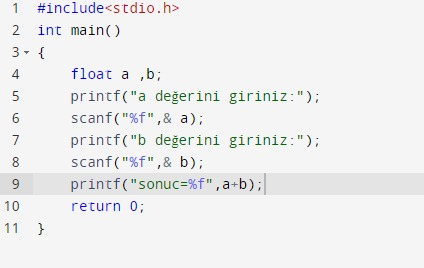 1 #include<stdio.h>
2 int main()
3 {
4 float a ,b;
5 printf("a değerini giriniz:");
6 scanf("%f",& a);
7 printf("b değerini giriniz:");
8 scanf("%f",& b);
9 printf("sonuc=%f",a+b);
10 return 0;
11 }